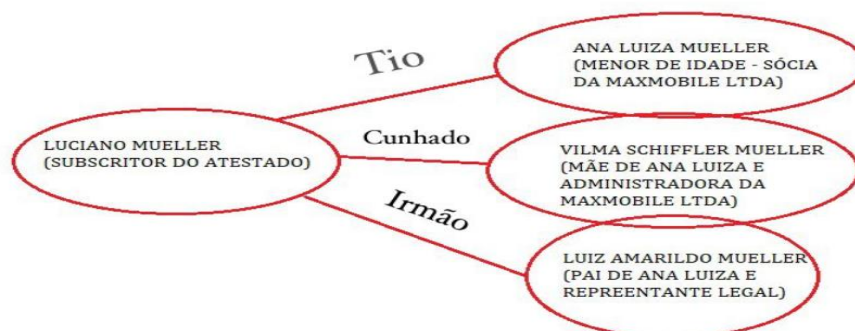 Tio
ANA LUIZA MUELLER
(MENOR DE IDADE - SÓCIA
DA MAXMOBILE LTDA)
LUCIANO MUELLER
(SUBSCRITOR DO ATESTADO)
Cunhado
VILMA SCHIFFLER MUELLER
(MÃE DE ANA LUIZA E
ADMINISTRADORA DA
MAXMOBILE LTDA)
Irmão
LUIZ AMARILDO MUELLER
(PAI DE ANA LUIZA E
REPREENTANTE LEGAL)